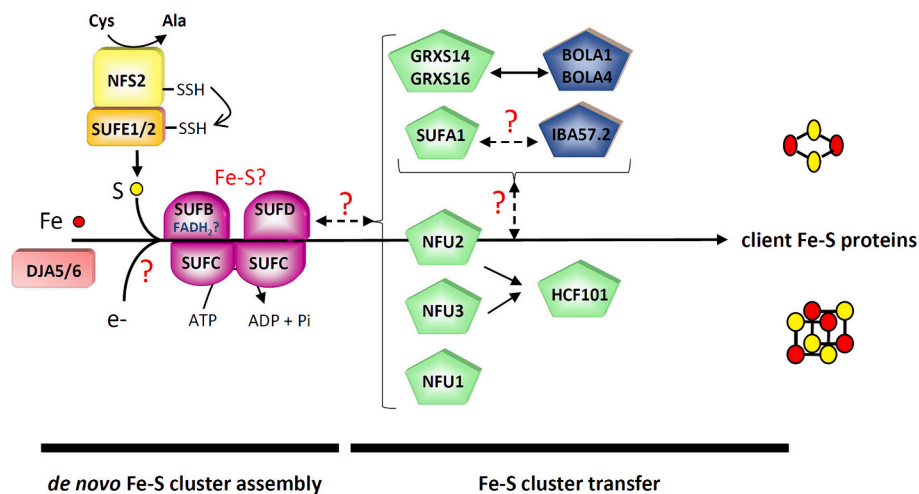 Cys Ala
NFS2
SSH
SUFE1/2
SSH
S
Fe
DJA5/6
e-
?
Fe-S?
SUFB
FADH₂?
SUFD
SUFC
SUFC
ATP
ADP + Pi
?
GRXS14
GRXS16
BOLA1
BOLA4
SUFA1
?
IBA57.2
?
NFU2
NFU3
NFU1
HCF101
client Fe-S proteins
de novo Fe-S cluster assembly
Fe-S cluster transfer